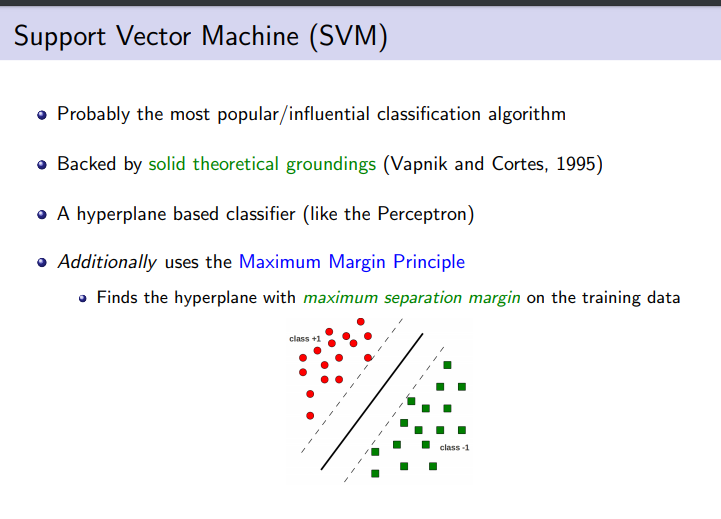 Support Vector Machine (SVM)
Probably the most popular/influential classification algorithm
Backed by solid theoretical groundings (Vapnik and Cortes, 1995)
A hyperplane based classifier (like the Perceptron)
Additionally uses the Maximum Margin Principle
Finds the hyperplane with maximum separation margin on the training data
class +1
class -1